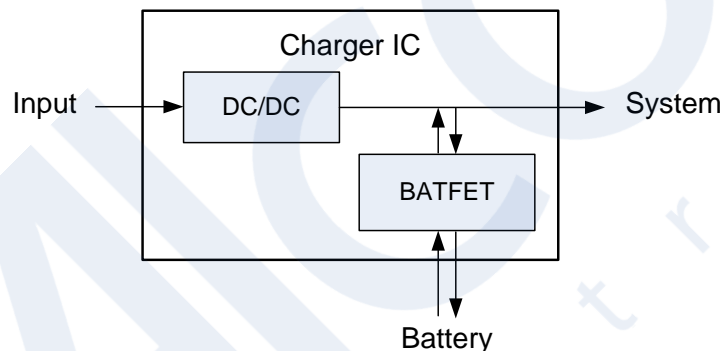 Charger IC
Input
DC/DC
System
BATFET
Battery
t r